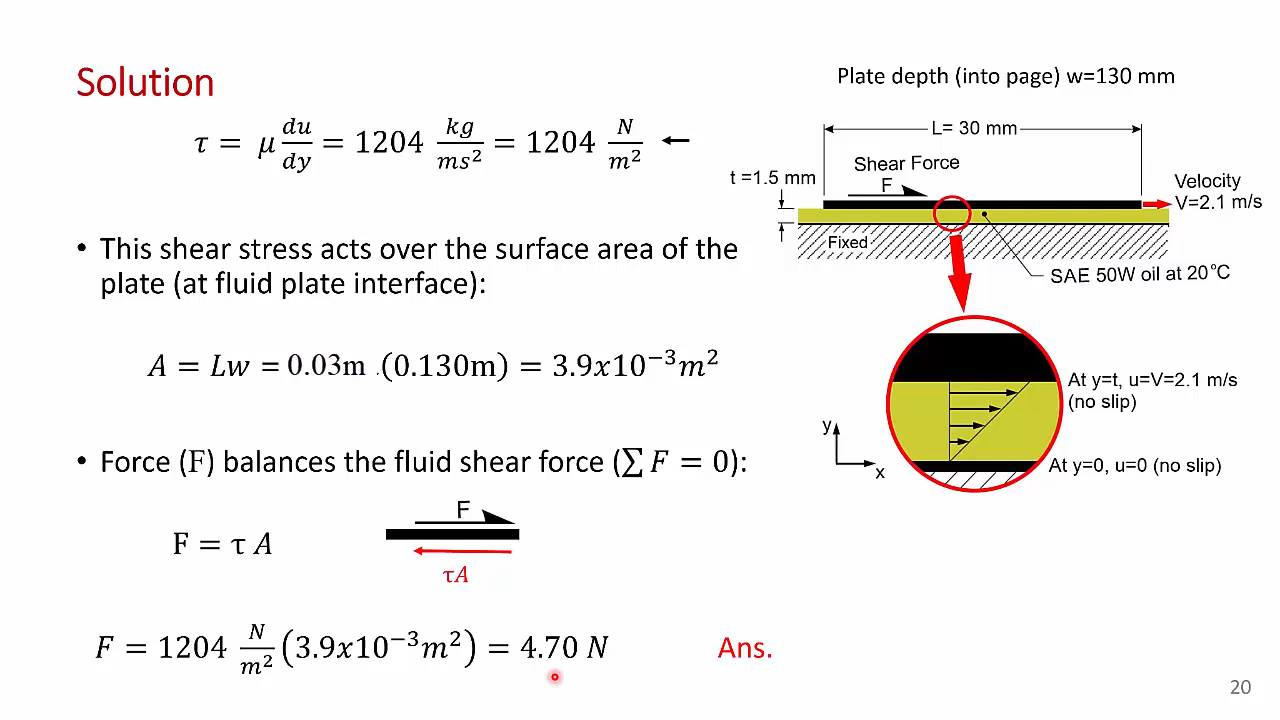 Solution
Plate depth (into page) w=130 mm
τ = μ du/dy = 1204 kg/ms² = 1204 N/m² ←
L= 30 mm
Shear Force
t =1.5 mm
F
Velocity
V=2.1 m/s
Fixed
SAE 50W oil at 20°C
• This shear stress acts over the surface area of the
plate (at fluid plate interface):
A = Lw = 0.03m .(0.130m) = 3.9x10⁻³m²
At y=t, u=V=2.1 m/s
(no slip)
y
x
At y=0, u=0 (no slip)
• Force (F) balances the fluid shear force (∑ F = 0):
F
F = τ A
τA
F = 1204 N/m² (3.9x10⁻³m²) = 4.70 N
Ans.
20